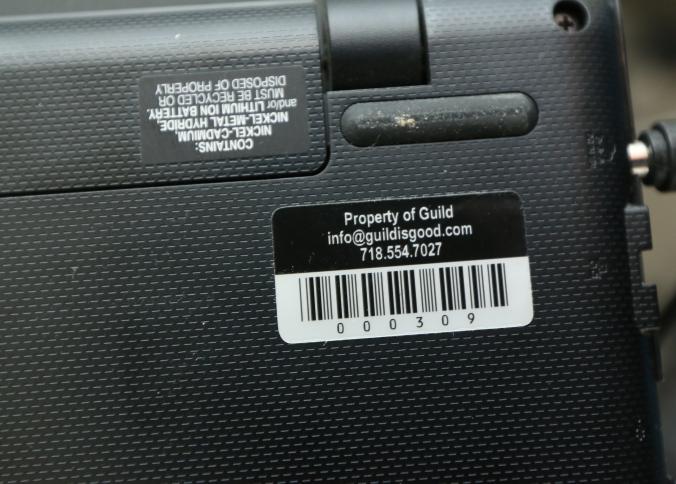 CONTAINS:
NICKEL-CADMIUM,
NICKEL-METAL HYDRIDE,
and/or LITHIUM ION BATTERY.
MUST BE RECYCLED OR
DISPOSED OF PROPERLY
Property of Guild
info@guildisgood.com
718.554.7027
000309